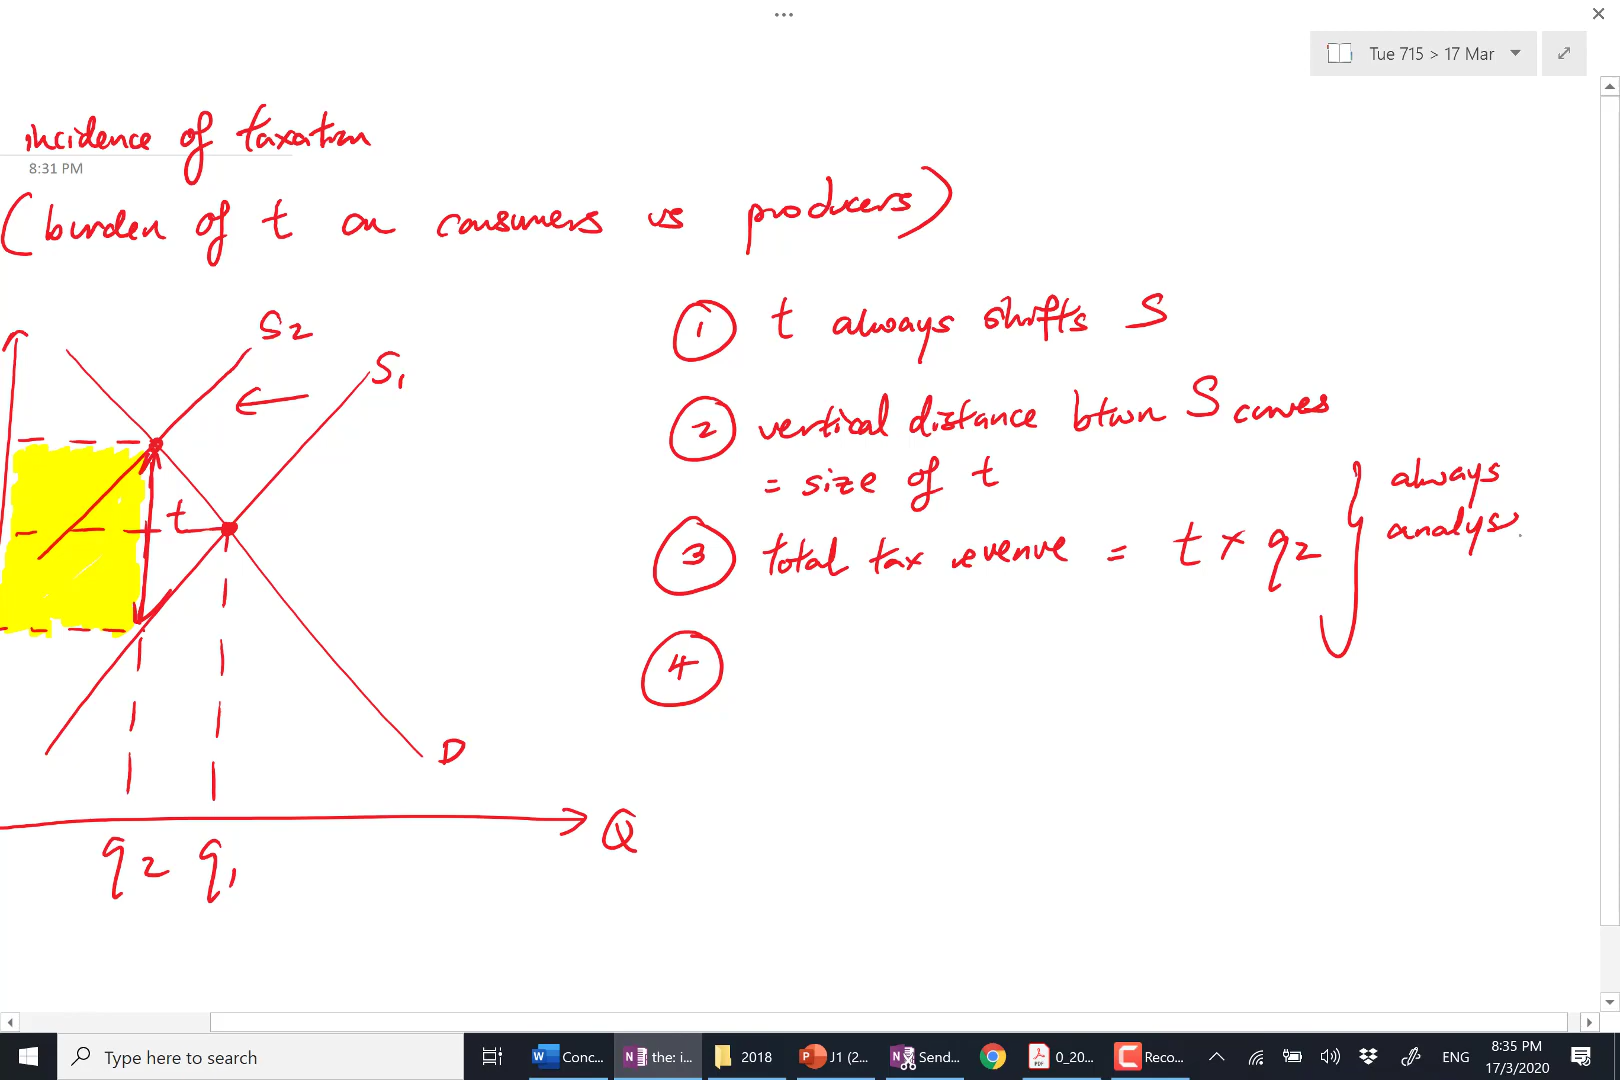 Tue 715 > 17 Mar
incidence of taxation
8:31 PM
(burden of t on consumers vs producers)
① t always shifts S
② vertical distance btwn S curves
= size of t
③ total tax revenue = t × q2
always
analys
④
S2
S1
t
D
Q
q2 q1
Type here to search
Conc...
the: i...
2018
J1 (2...
Send...
0_20...
Reco...
ENG
8:35 PM
17/3/2020